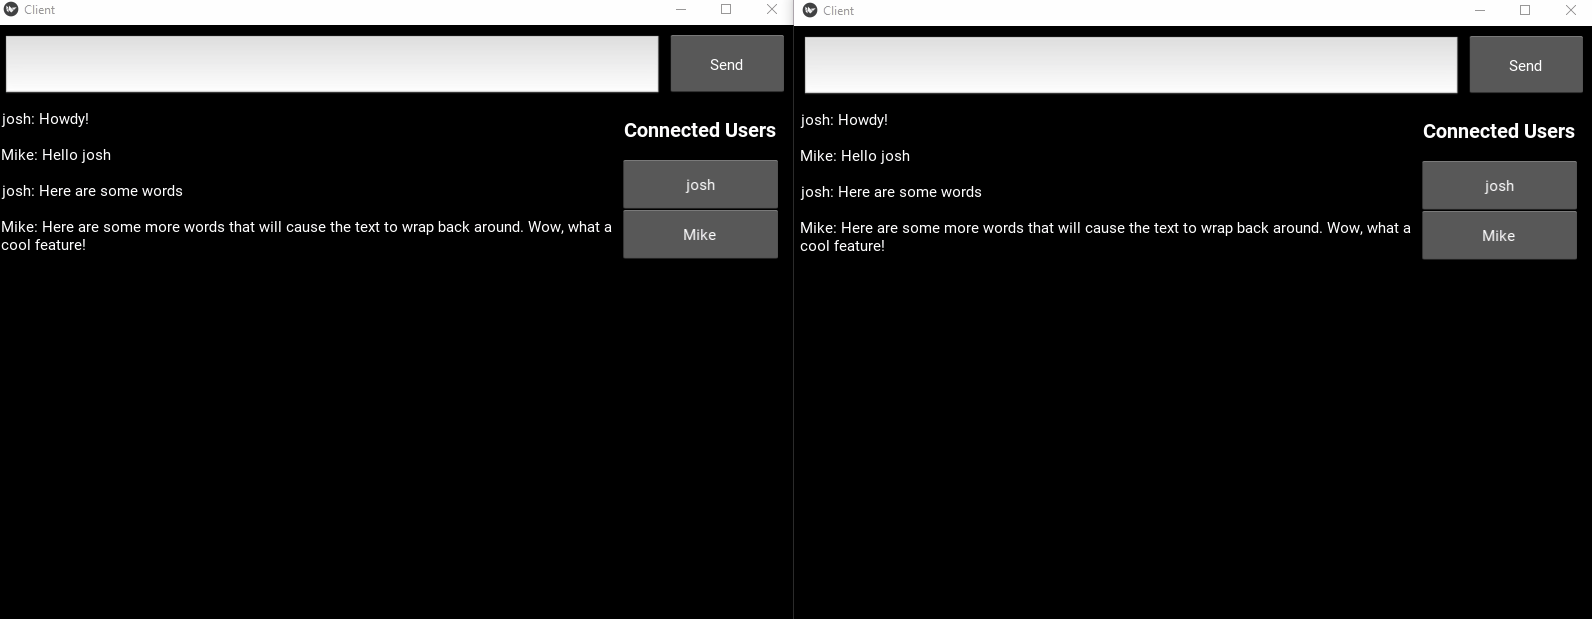 Client
Send
josh: Howdy!
Connected Users
Mike: Hello josh
josh
josh: Here are some words
Mike: Here are some more words that will cause the text to wrap back around. Wow, what a
cool feature!
Mike
Client
Send
josh: Howdy!
Connected Users
Mike: Hello josh
josh
josh: Here are some words
Mike: Here are some more words that will cause the text to wrap back around. Wow, what a
cool feature!
Mike